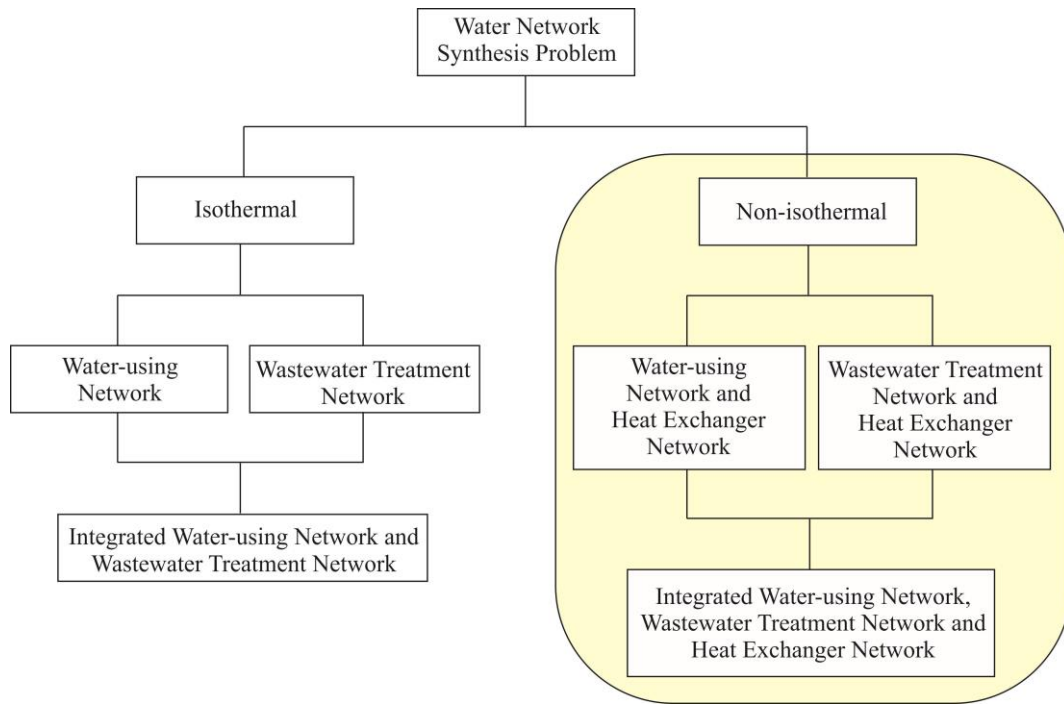 Water Network
Synthesis Problem
Isothermal
Non-isothermal
Water-using
Network
Wastewater Treatment
Network
Water-using
Network and
Heat Exchanger
Network
Wastewater Treatment
Network and
Heat Exchanger
Network
Integrated Water-using Network and
Wastewater Treatment Network
Integrated Water-using Network,
Wastewater Treatment Network and
Heat Exchanger Network